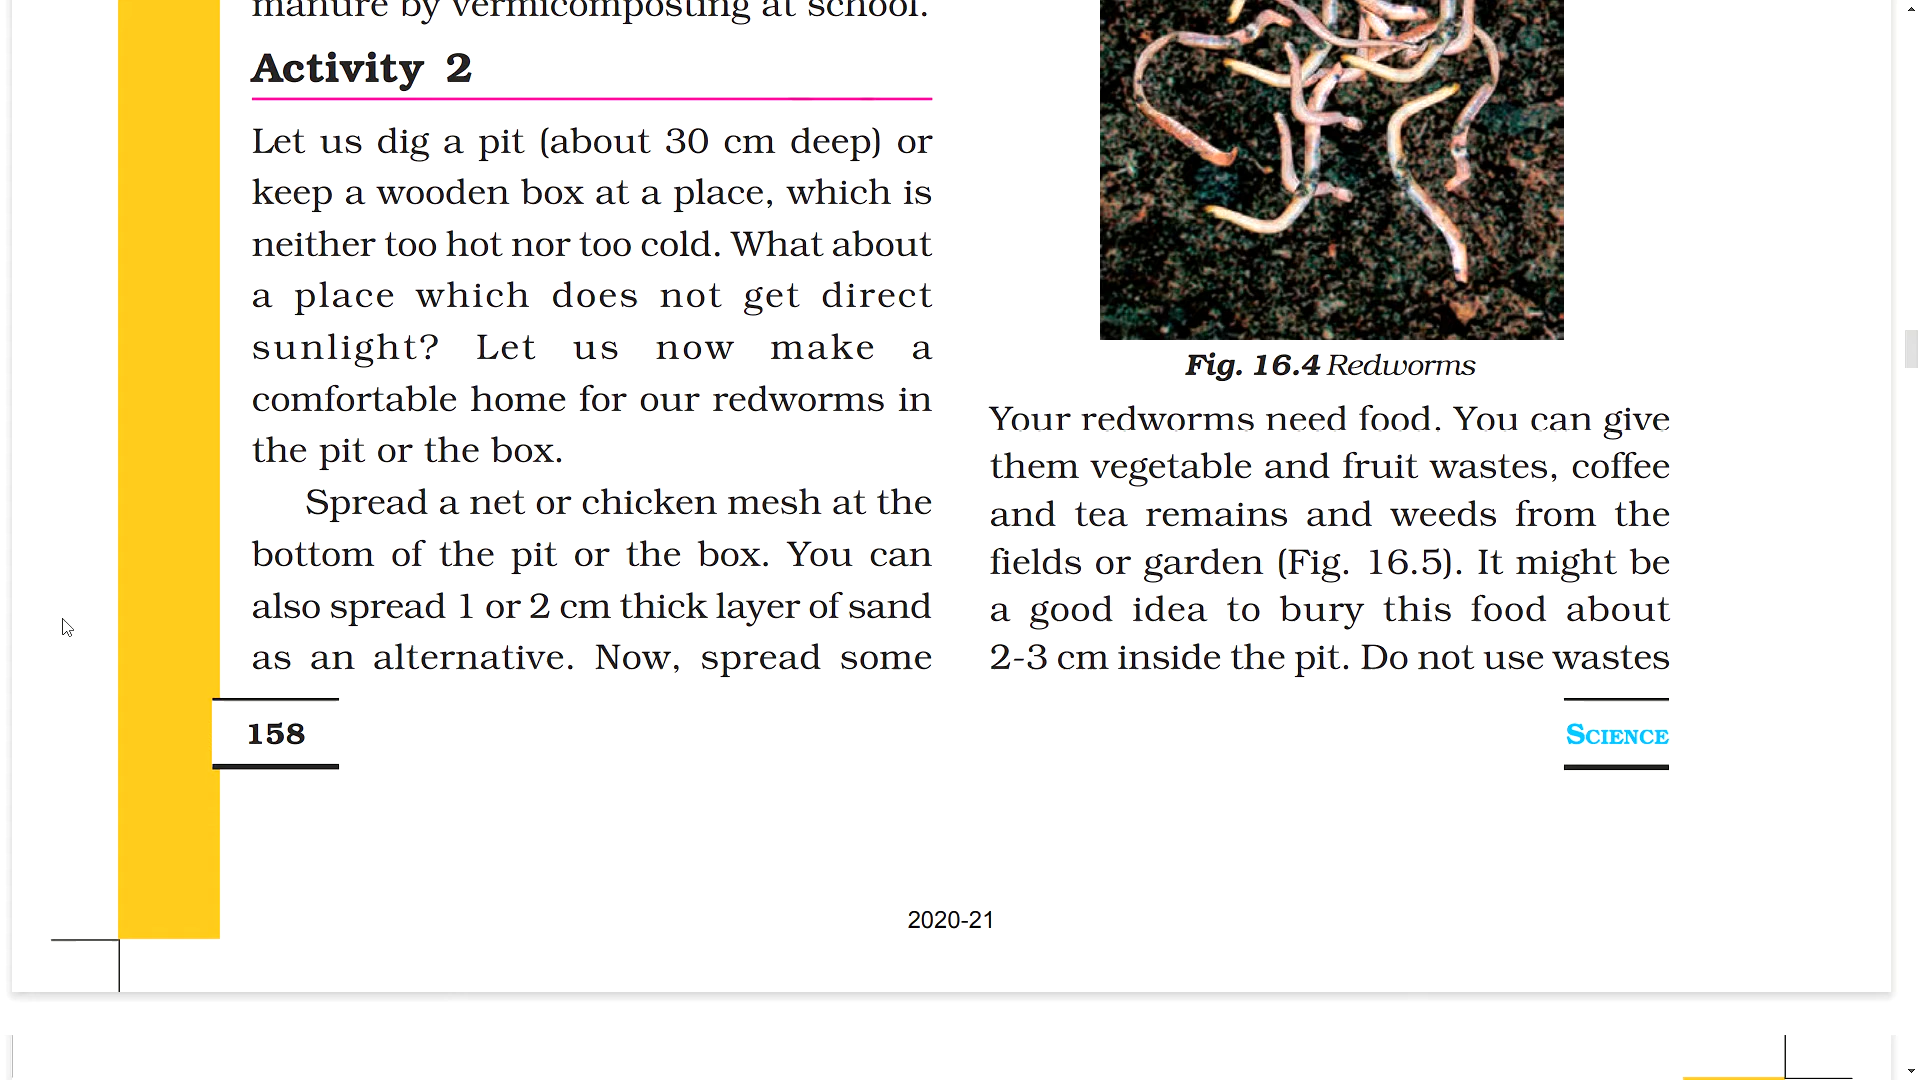 manure by vermicomposting at school.
Activity 2
Let us dig a pit (about 30 cm deep) or
keep a wooden box at a place, which is
neither too hot nor too cold. What about
a place which does not get direct
sunlight? Let us now make a
comfortable home for our redworms in
the pit or the box.
Spread a net or chicken mesh at the
bottom of the pit or the box. You can
also spread 1 or 2 cm thick layer of sand
as an alternative. Now, spread some
Fig. 16.4 Redworms
Your redworms need food. You can give
them vegetable and fruit wastes, coffee
and tea remains and weeds from the
fields or garden (Fig. 16.5). It might be
a good idea to bury this food about
2-3 cm inside the pit. Do not use wastes
158
SCIENCE
2020-21